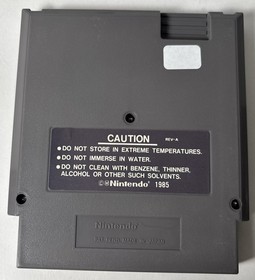 CAUTION REV-A
•DO NOT STORE IN EXTREME TEMPERATURES.
•DO NOT IMMERSE IN WATER.
•DO NOT CLEAN WITH BENZENE, THINNER,
ALCOHOL OR OTHER SUCH SOLVENTS.
©®Nintendo® 1985
Nintendo